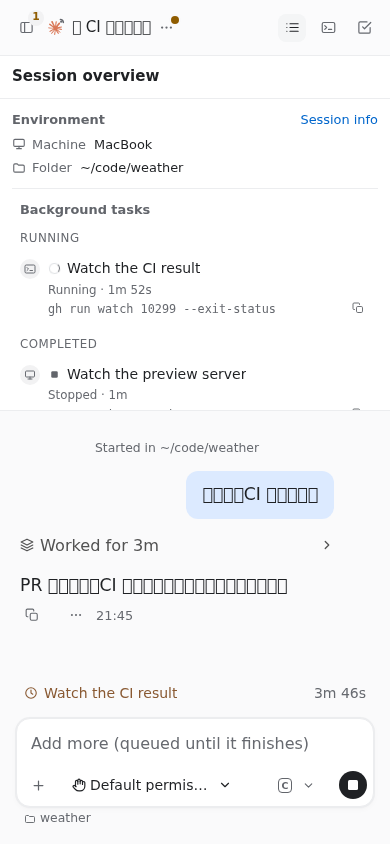 1
CI
Session overview
Environment
Session info
Machine MacBook
Folder ~/code/weather
Background tasks
RUNNING
Watch the CI result
Running · 1m 52s
gh run watch 10299 --exit-status
COMPLETED
Watch the preview server
Stopped · 1m
Started in ~/code/weather
CI
Worked for 3m
PR CI
21:45
Watch the CI result
3m 46s
Add more (queued until it finishes)
Default permis...
C
weather